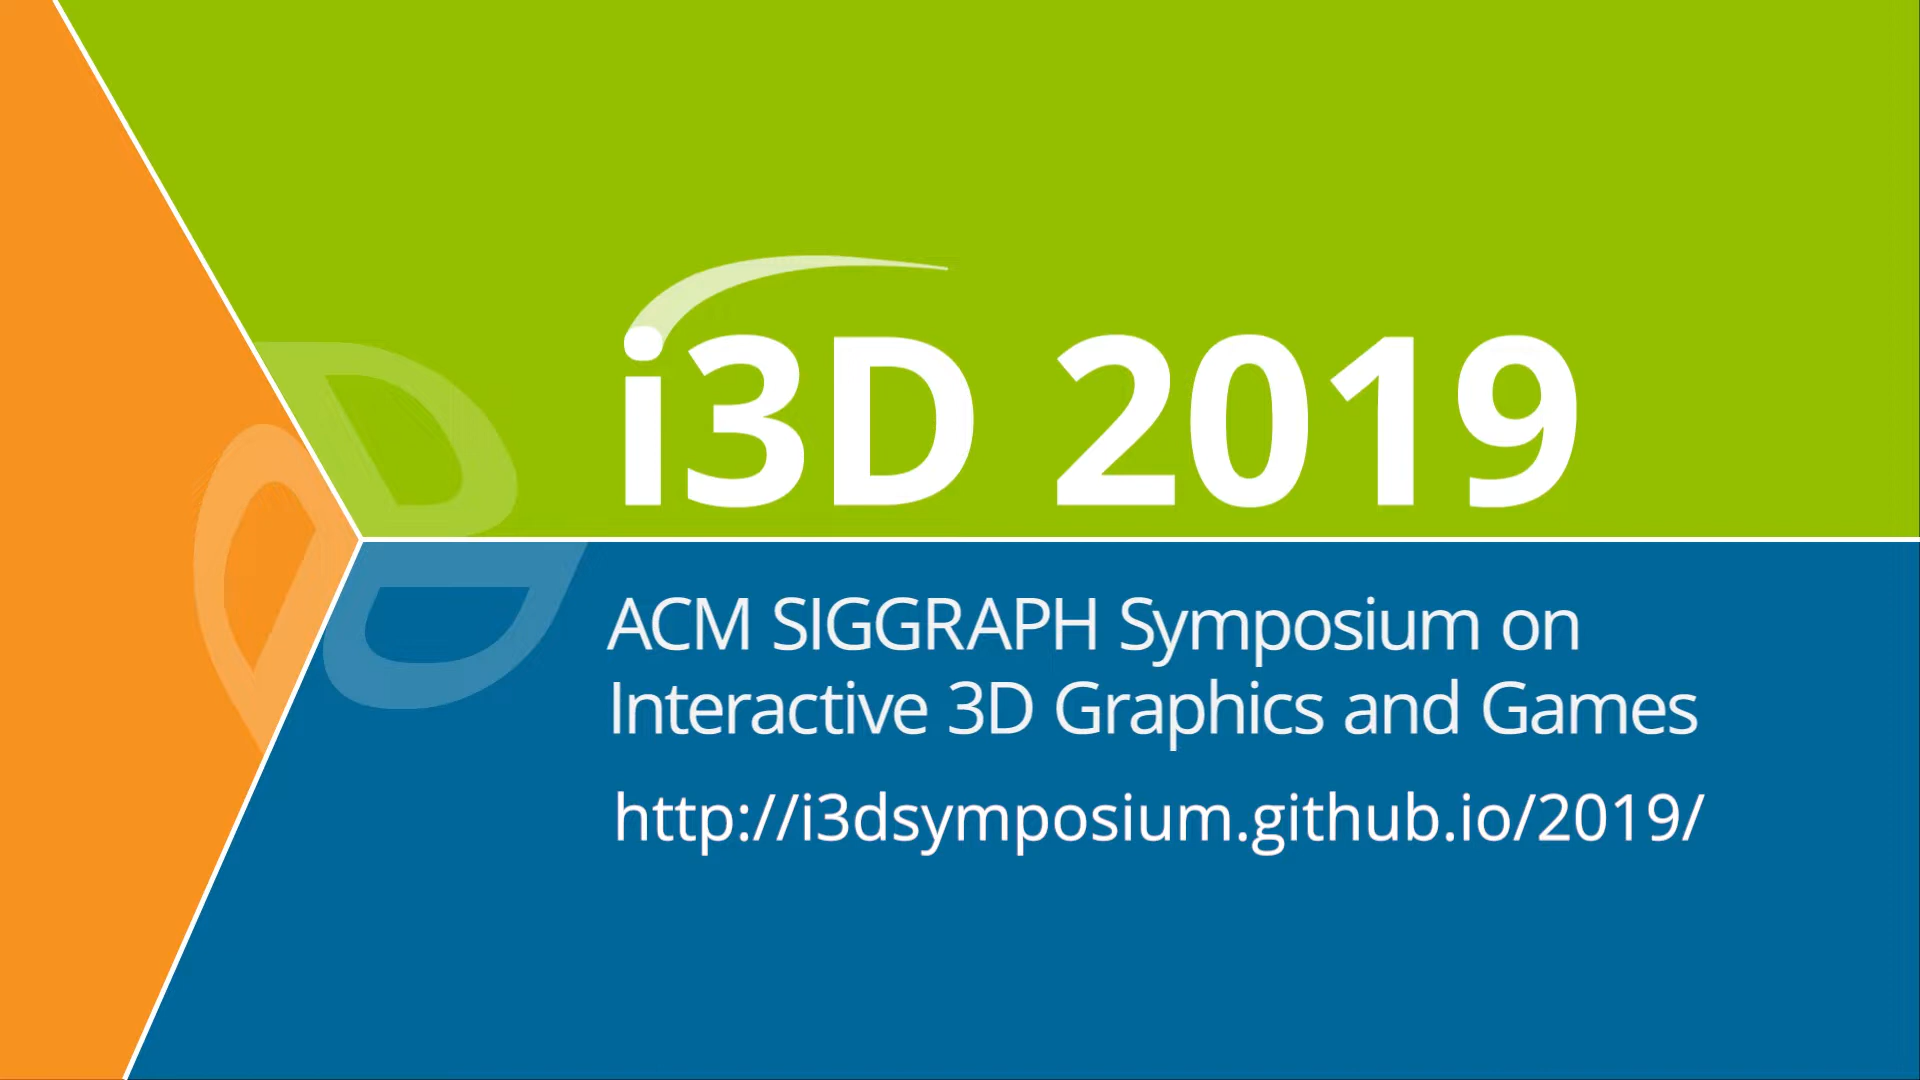 i3D 2019
ACM SIGGRAPH Symposium on
Interactive 3D Graphics and Games
http://i3dsymposium.github.io/2019/